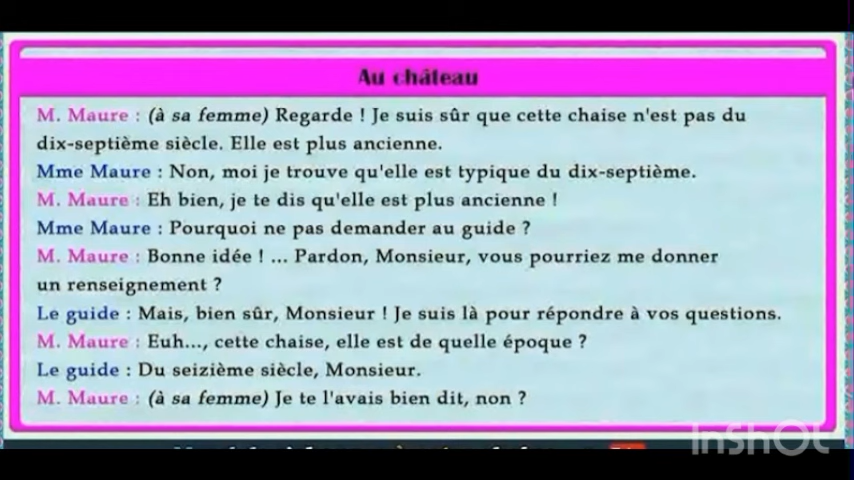 Au château
M. Maure : (à sa femme) Regarde ! Je suis sûr que cette chaise n'est pas du
dix-septième siècle. Elle est plus ancienne.
Mme Maure : Non, moi je trouve qu'elle est typique du dix-septième.
M. Maure : Eh bien, je te dis qu'elle est plus ancienne !
Mme Maure : Pourquoi ne pas demander au guide ?
M. Maure : Bonne idée ! ... Pardon, Monsieur, vous pourriez me donner
un renseignement ?
Le guide : Mais, bien sûr, Monsieur ! Je suis là pour répondre à vos questions.
M. Maure : Euh..., cette chaise, elle est de quelle époque ?
Le guide : Du seizième siècle, Monsieur.
M. Maure : (à sa femme) Je te l'avais bien dit, non ?
InShOt